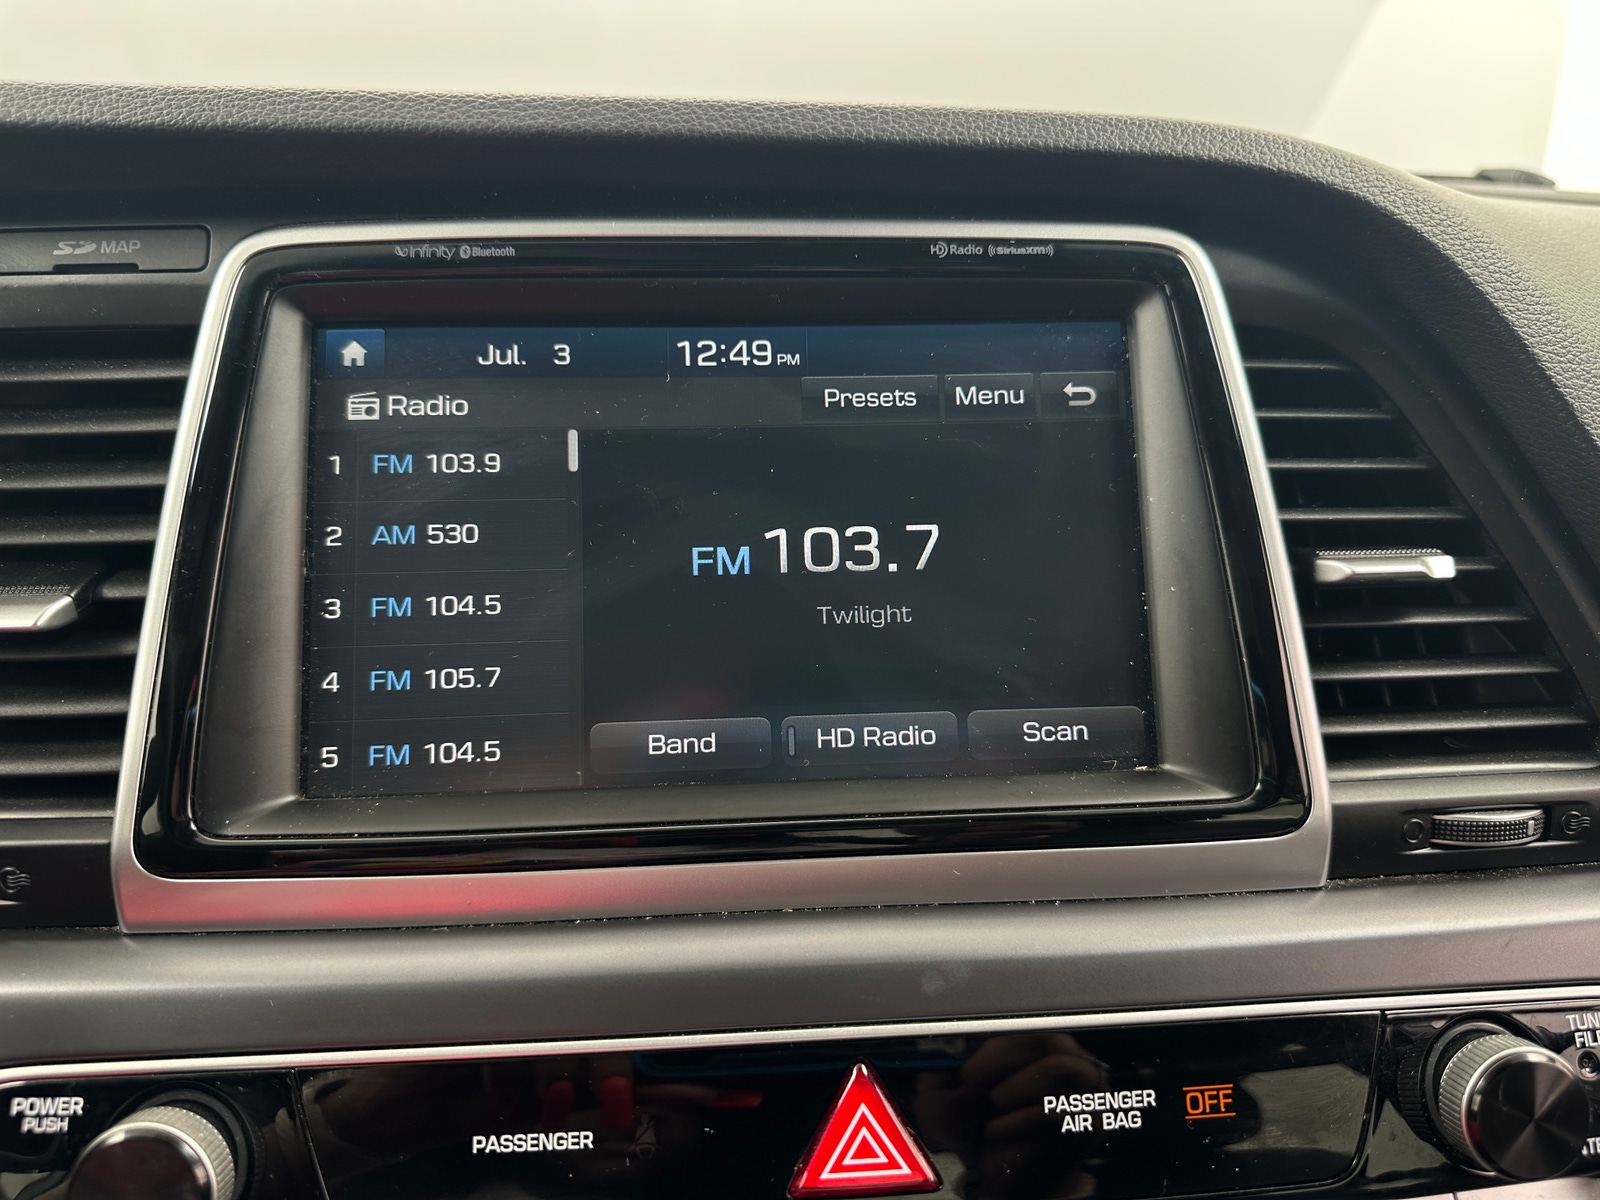 SD MAP
Infinity Bluetooth
HD Radio ((SiriusXM))
Jul. 3 12:49 PM
Radio
Presets Menu
1 FM 103.9
2 AM 530
3 FM 104.5
4 FM 105.7
5 FM 104.5
FM 103.7
Twilight
Band HD Radio Scan
POWER
PUSH
PASSENGER
PASSENGER
AIR BAG
OFF